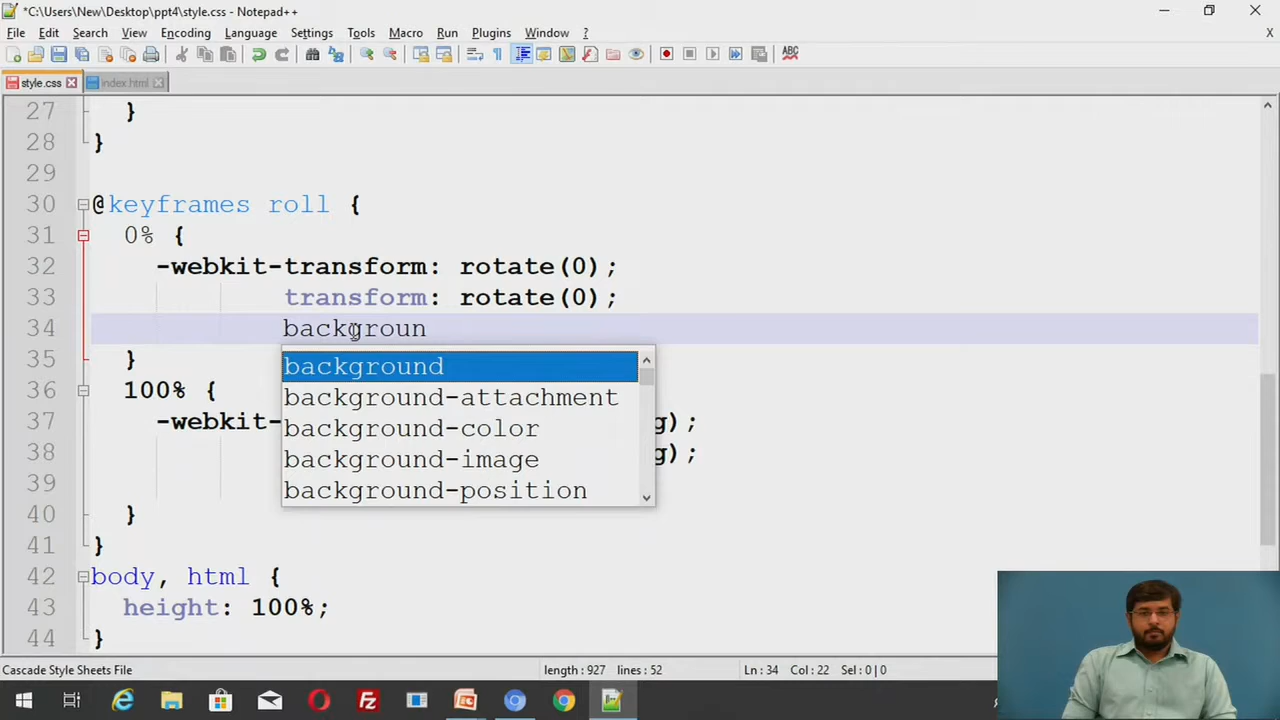 *C:\Users\New\Desktop\ppt4\style.css - Notepad++
File Edit Search View Encoding Language Settings Tools Macro Run Plugins Window ? X
style.css index.html
27 }
28 }
29
30 @keyframes roll {
31 0% {
32 -webkit-transform: rotate(0);
33 transform: rotate(0);
34 backgroun
35 }
background
36 100% {
background-attachment
37 -webkit- g);
background-color
38 g);
background-image
39
background-position
40 }
41 }
42 body, html {
43 height: 100%;
44 }
Cascade Style Sheets File length : 927 lines : 52 Ln : 34 Col : 22 Sel : 0 | 0